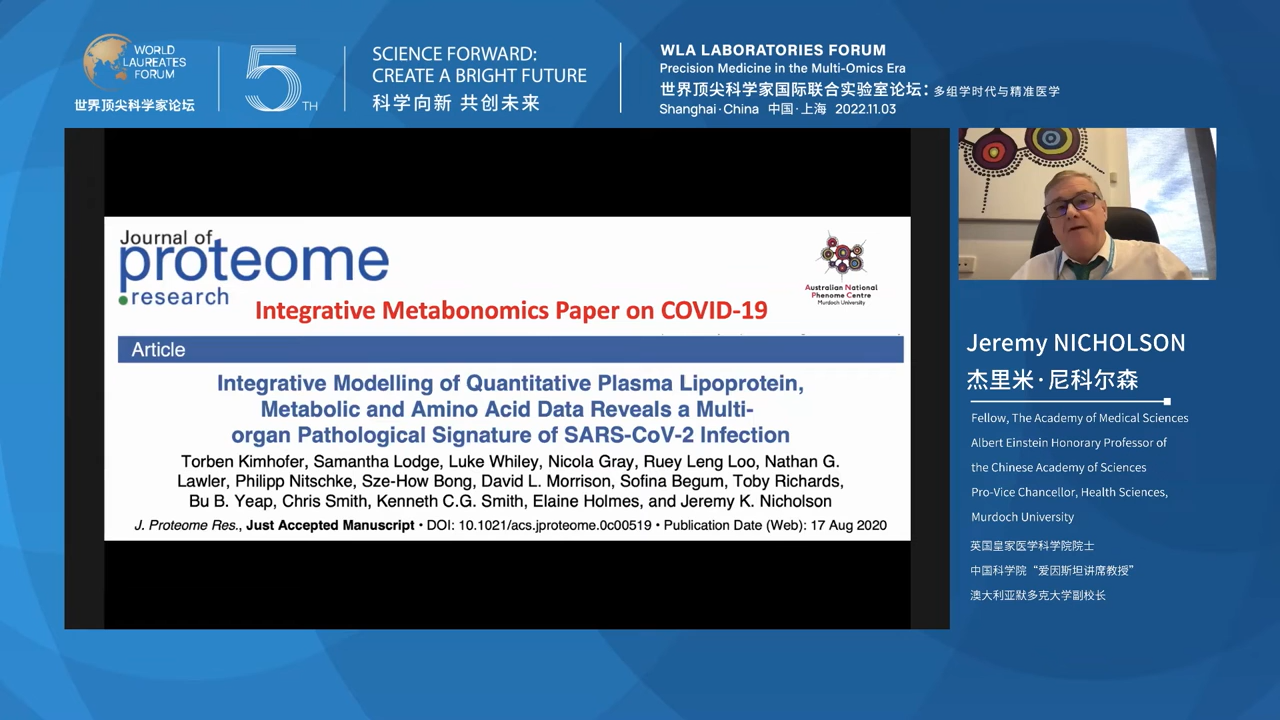 WORLD
LAUREATES
FORUM
世界顶尖科学家论坛
5TH
SCIENCE FORWARD:
CREATE A BRIGHT FUTURE
科学向新 共创未来
WLA LABORATORIES FORUM
Precision Medicine in the Multi-Omics Era
世界顶尖科学家国际联合实验室论坛：多组学时代与精准医学
Shanghai·China 中国·上海 2022.11.03
Journal of
proteome
research
Australian National
Phenome Centre
Murdoch University
Integrative Metabonomics Paper on COVID-19
Article
Integrative Modelling of Quantitative Plasma Lipoprotein,
Metabolic and Amino Acid Data Reveals a Multi-
organ Pathological Signature of SARS-CoV-2 Infection
Torben Kimhofer, Samantha Lodge, Luke Whiley, Nicola Gray, Ruey Leng Loo, Nathan G.
Lawler, Philipp Nitschke, Sze-How Bong, David L. Morrison, Sofina Begum, Toby Richards,
Bu B. Yeap, Chris Smith, Kenneth C.G. Smith, Elaine Holmes, and Jeremy K. Nicholson
J. Proteome Res., Just Accepted Manuscript • DOI: 10.1021/acs.jproteome.0c00519 • Publication Date (Web): 17 Aug 2020
Jeremy NICHOLSON
杰里米·尼科尔森
Fellow, The Academy of Medical Sciences
Albert Einstein Honorary Professor of
the Chinese Academy of Sciences
Pro-Vice Chancellor, Health Sciences,
Murdoch University
英国皇家医学科学院院士
中国科学院“爱因斯坦讲席教授”
澳大利亚默多克大学副校长